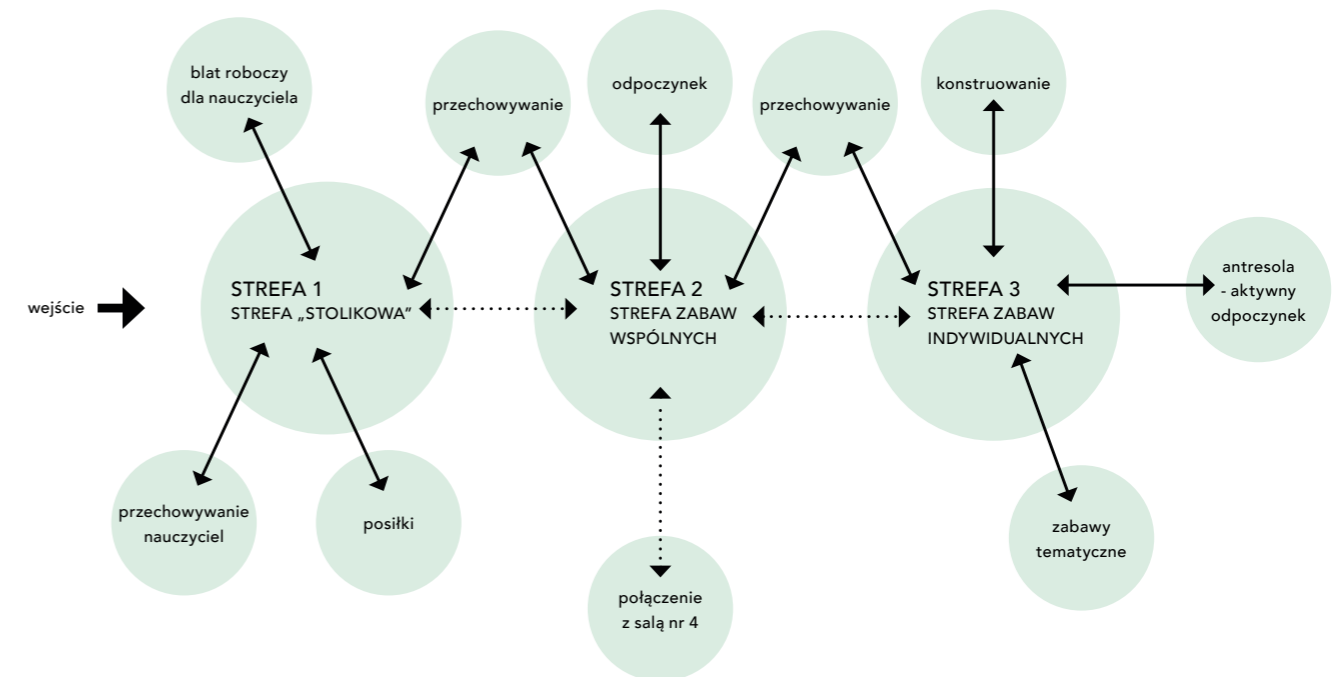 blat roboczy
dla nauczyciela
przechowywanie
odpoczynek
przechowywanie
konstruowanie
wejście
STREFA 1
STREFA „STOLIKOWA"
STREFA 2
STREFA ZABAW
WSPÓLNYCH
STREFA 3
STREFA ZABAW
INDYWIDUALNYCH
antresola
- aktywny
odpoczynek
przechowywanie
nauczyciel
posiłki
połączenie
z salą nr 4
zabawy
tematyczne